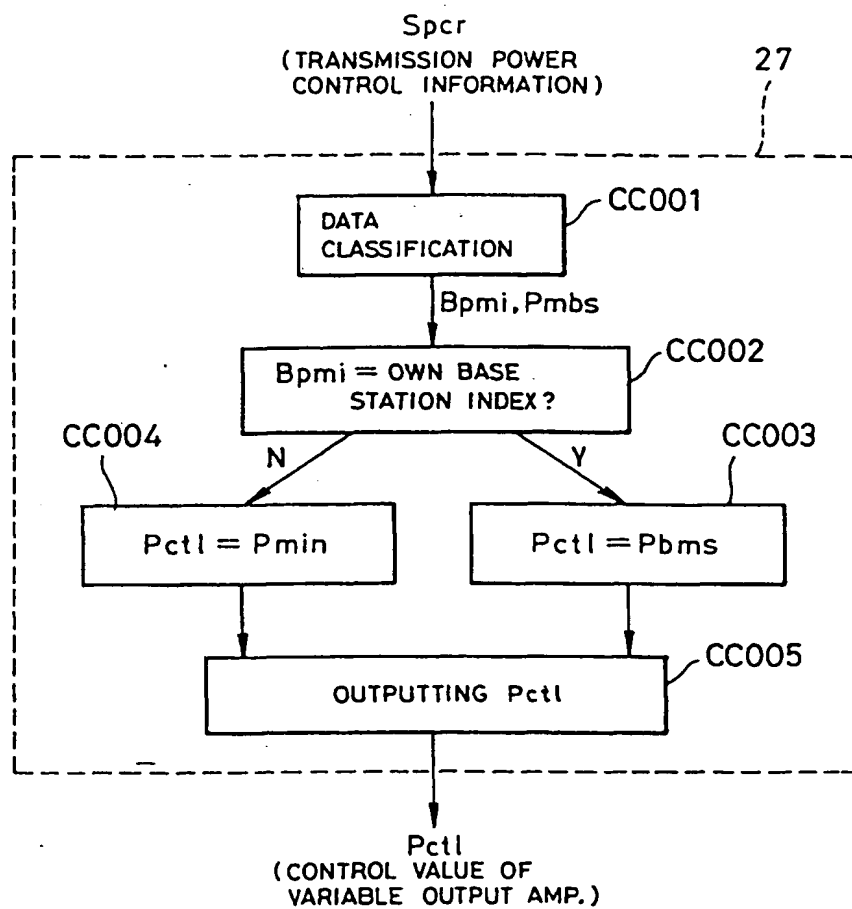 Spcr
(TRANSMISSION POWER
CONTROL INFORMATION)
27
CC001
DATA
CLASSIFICATION
Bpmi, Pmbs
CC002
Bpmi = OWN BASE
STATION INDEX?
CC004
N
Y
CC003
Pctl = Pmin
Pctl = Pbms
CC005
OUTPUTTING Pctl
Pctl
(CONTROL VALUE OF
VARIABLE OUTPUT AMP.)